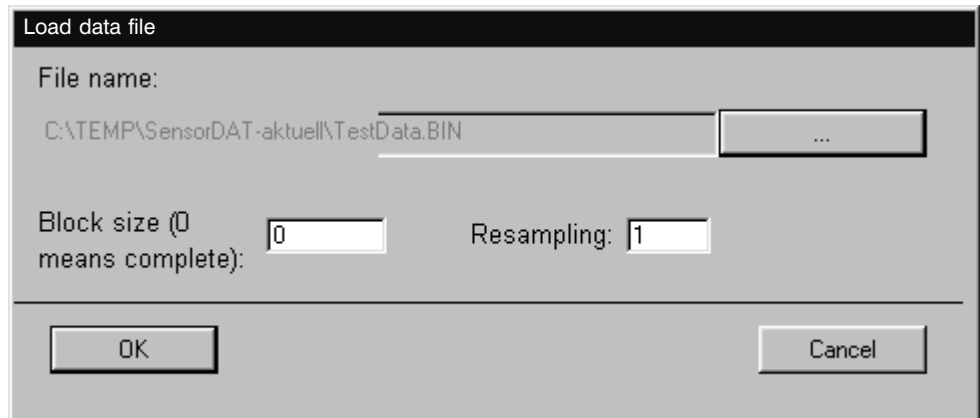 Load data file
File name:
C:\TEMP\SensorDAT-aktuell\TestData.BIN
...
Block size (0
means complete):
0
Resampling:
1
OK
Cancel